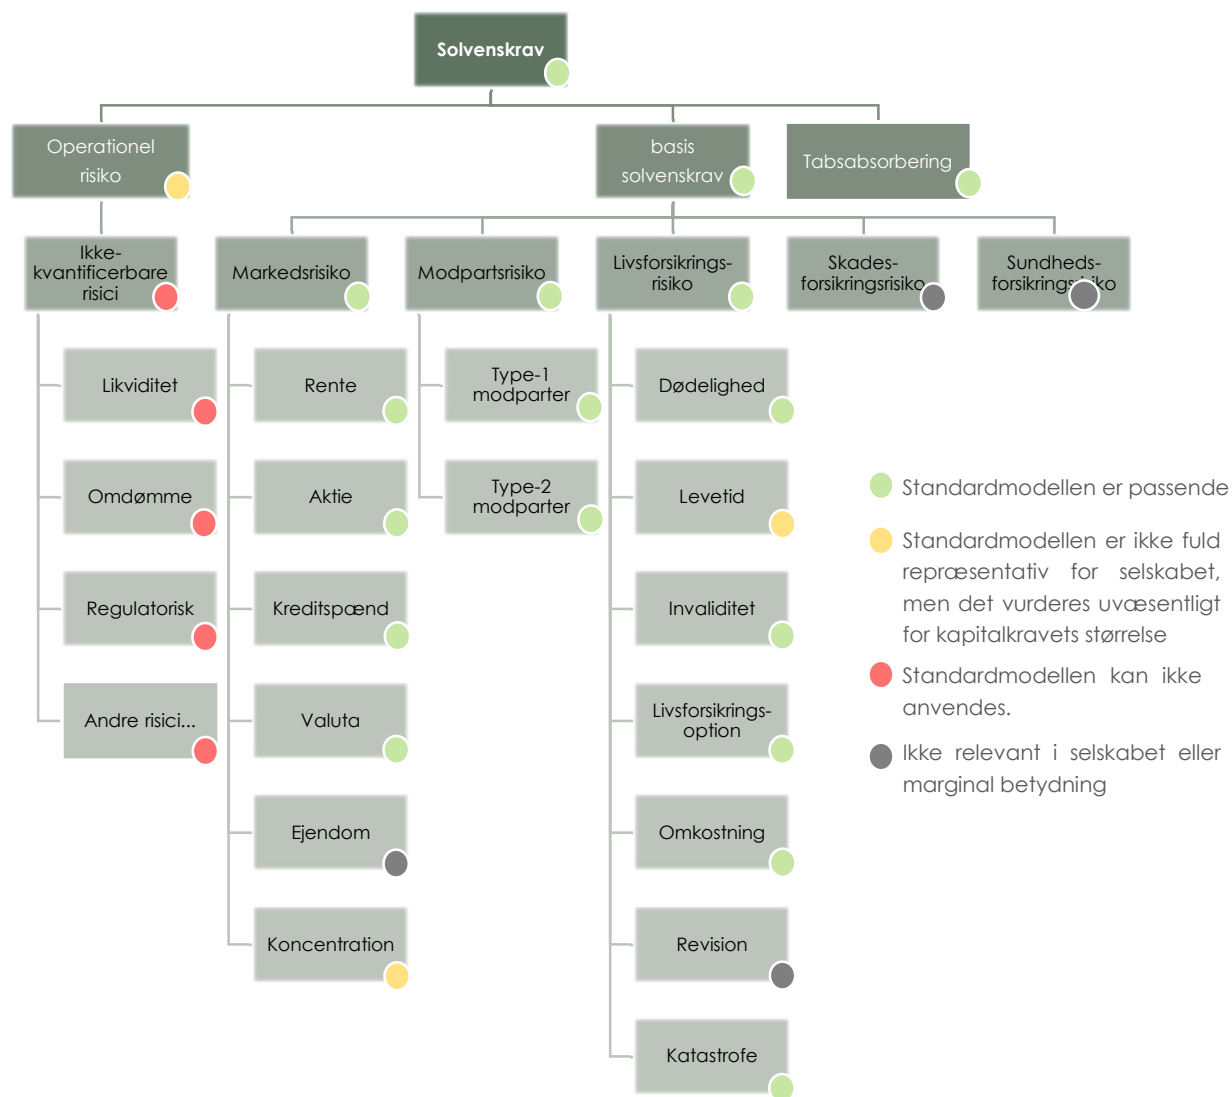 Solvenskrav
Operationel
risiko
basis
solvenskrav
Tabsabsorbering
Ikke-
kvantificerbare
risici
Markedsrisiko
Modpartsrisiko
Livsforsikrings-
risiko
Skades-
forsikringsrisiko
Sundheds-
forsikringsrisiko
Likviditet
Omdømme
Regulatorisk
Andre risici...
Rente
Aktie
Kreditspænd
Valuta
Ejendom
Koncentration
Type-1
modparter
Type-2
modparter
Dødelighed
Levetid
Invaliditet
Livsforsikrings-
option
Omkostning
Revision
Katastrofe
Standardmodellen er passende
Standardmodellen er ikke fuld
repræsentativ for selskabet,
men det vurderes uvæsentligt
for kapitalkravets størrelse
Standardmodellen kan ikke
anvendes.
Ikke relevant i selskabet eller
marginal betydning